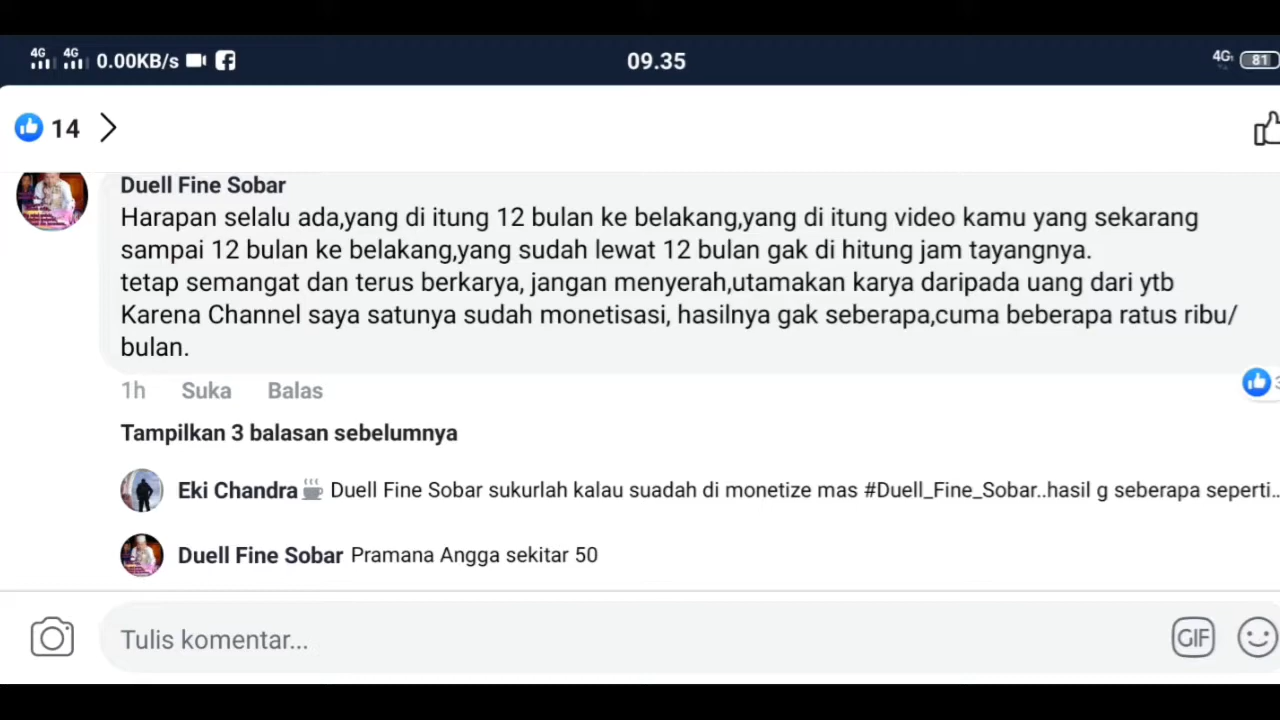 4G 4G 0.00KB/s 09.35 4G 81
14
Duell Fine Sobar
Harapan selalu ada,yang di itung 12 bulan ke belakang,yang di itung video kamu yang sekarang
sampai 12 bulan ke belakang,yang sudah lewat 12 bulan gak di hitung jam tayangnya.
tetap semangat dan terus berkarya, jangan menyerah,utamakan karya daripada uang dari ytb
Karena Channel saya satunya sudah monetisasi, hasilnya gak seberapa,cuma beberapa ratus ribu/
bulan.
1h Suka Balas 3
Tampilkan 3 balasan sebelumnya
Eki Chandra Duell Fine Sobar sukurlah kalau suadah di monetize mas #Duell_Fine_Sobar..hasil g seberapa seperti..
Duell Fine Sobar Pramana Angga sekitar 50
Tulis komentar... GIF